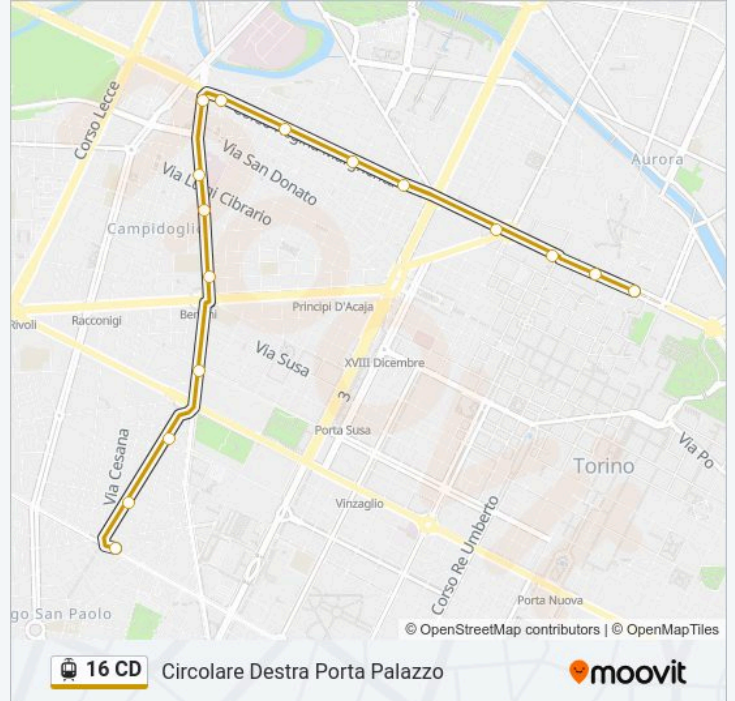 Corso Lecce
Aurora
Via San Donato
Via Luigi Cibrario
Campidoglio
Principi D'Acaja
Rivoli
Racconigi
Via Susa
XVIII Dicembre
3
Porta Susa
Via Po
Via Cesana
Torino
Vinzaglio
Corso Re Umberto
Porta Nuova
go San Paolo
© OpenStreetMap contributors | © OpenMapTiles
16 CD
Circolare Destra Porta Palazzo
moovit